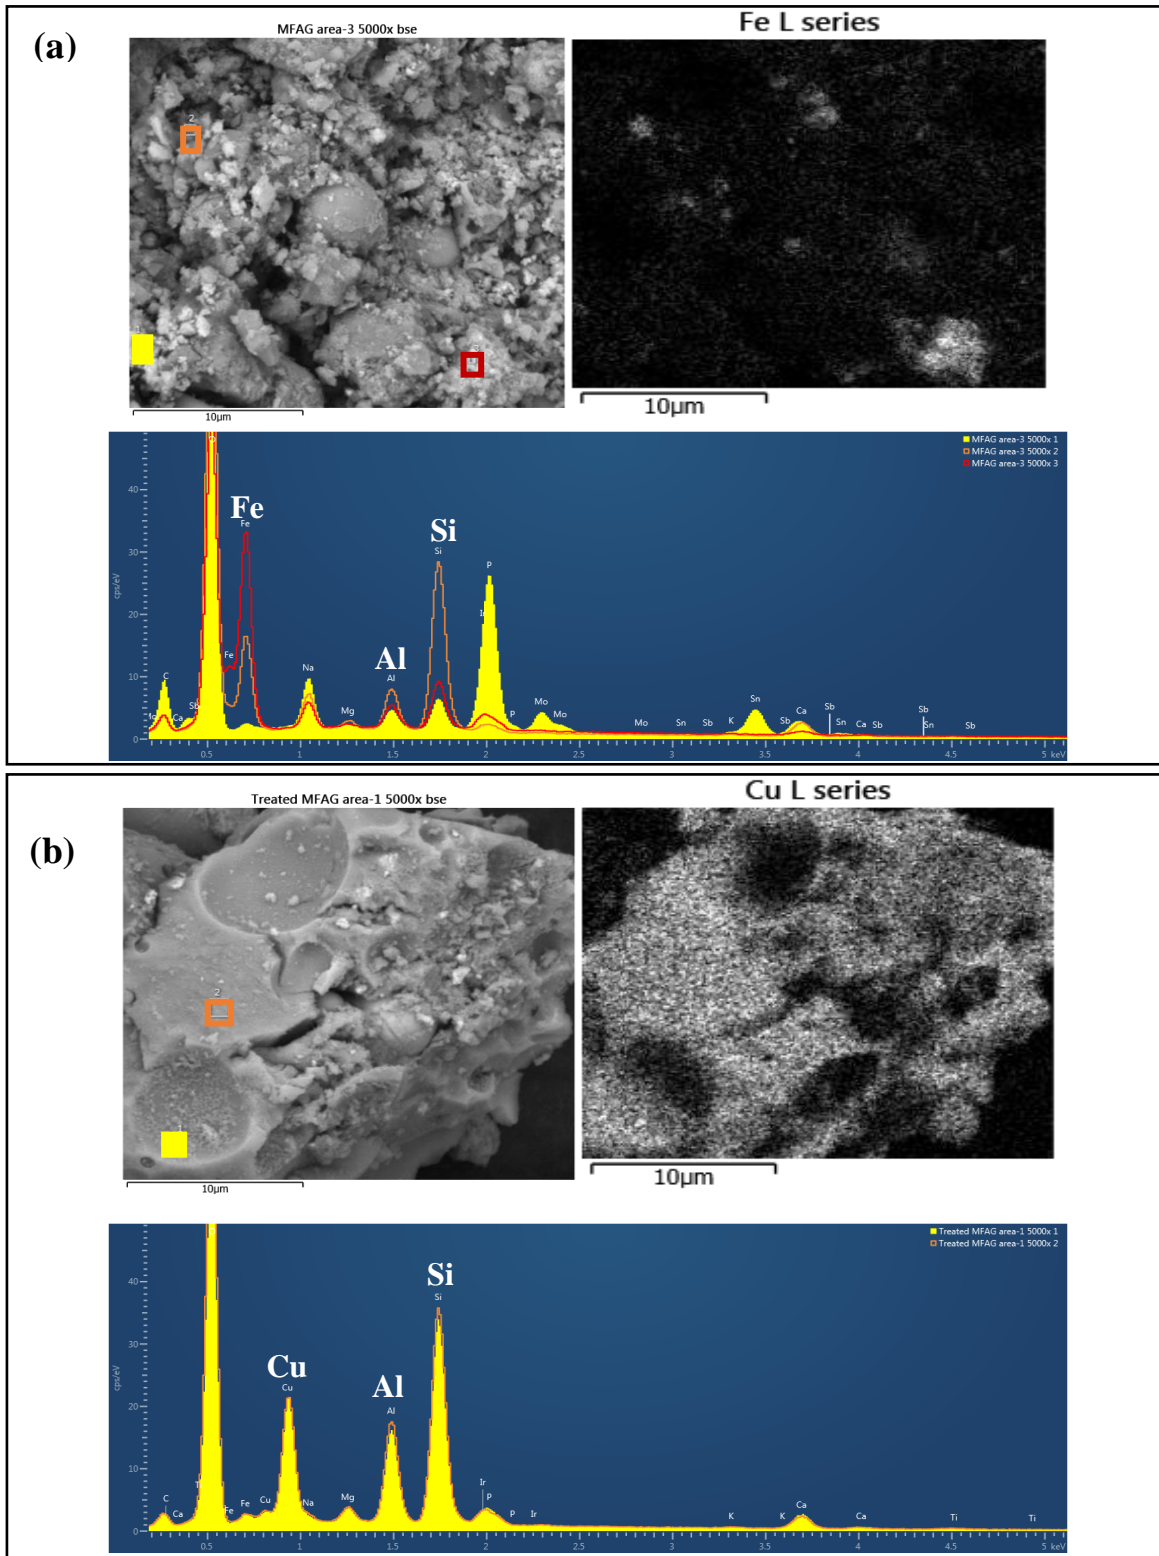 (a)
MFAG area-3 5000x bse
Fe L series
2
3
10µm
10µm
MFAG area-3 5000x 1
MFAG area-3 5000x 2
MFAG area-3 5000x 3
cps/eV
40
30
20
10
0
Fe
Si
Al
C
Ca
Sb
Fe
Fe
Na
Mg
Al
Si
Ir
P
P
Mo
Mo
Mo
Sn
Sb
K
Sn
Sb
Ca
Sb
Sn
Ca
Sb
Sb
Sn
Sb
0.5
1
1.5
2
2.5
3
3.5
4
4.5
5
keV
(b)
Treated MFAG area-1 5000x bse
Cu L series
2
1
10µm
10µm
Treated MFAG area-1 5000x 1
Treated MFAG area-1 5000x 2
cps/eV
40
30
20
10
0
Cu
Al
Si
C
Ca
Fe
Fe
Cu
Cu
Na
Mg
Al
Si
Ir
P
P
Ir
K
K
Ca
Ca
Ti
Ti
0.5
1
1.5
2
2.5
3
3.5
4
4.5
5
keV